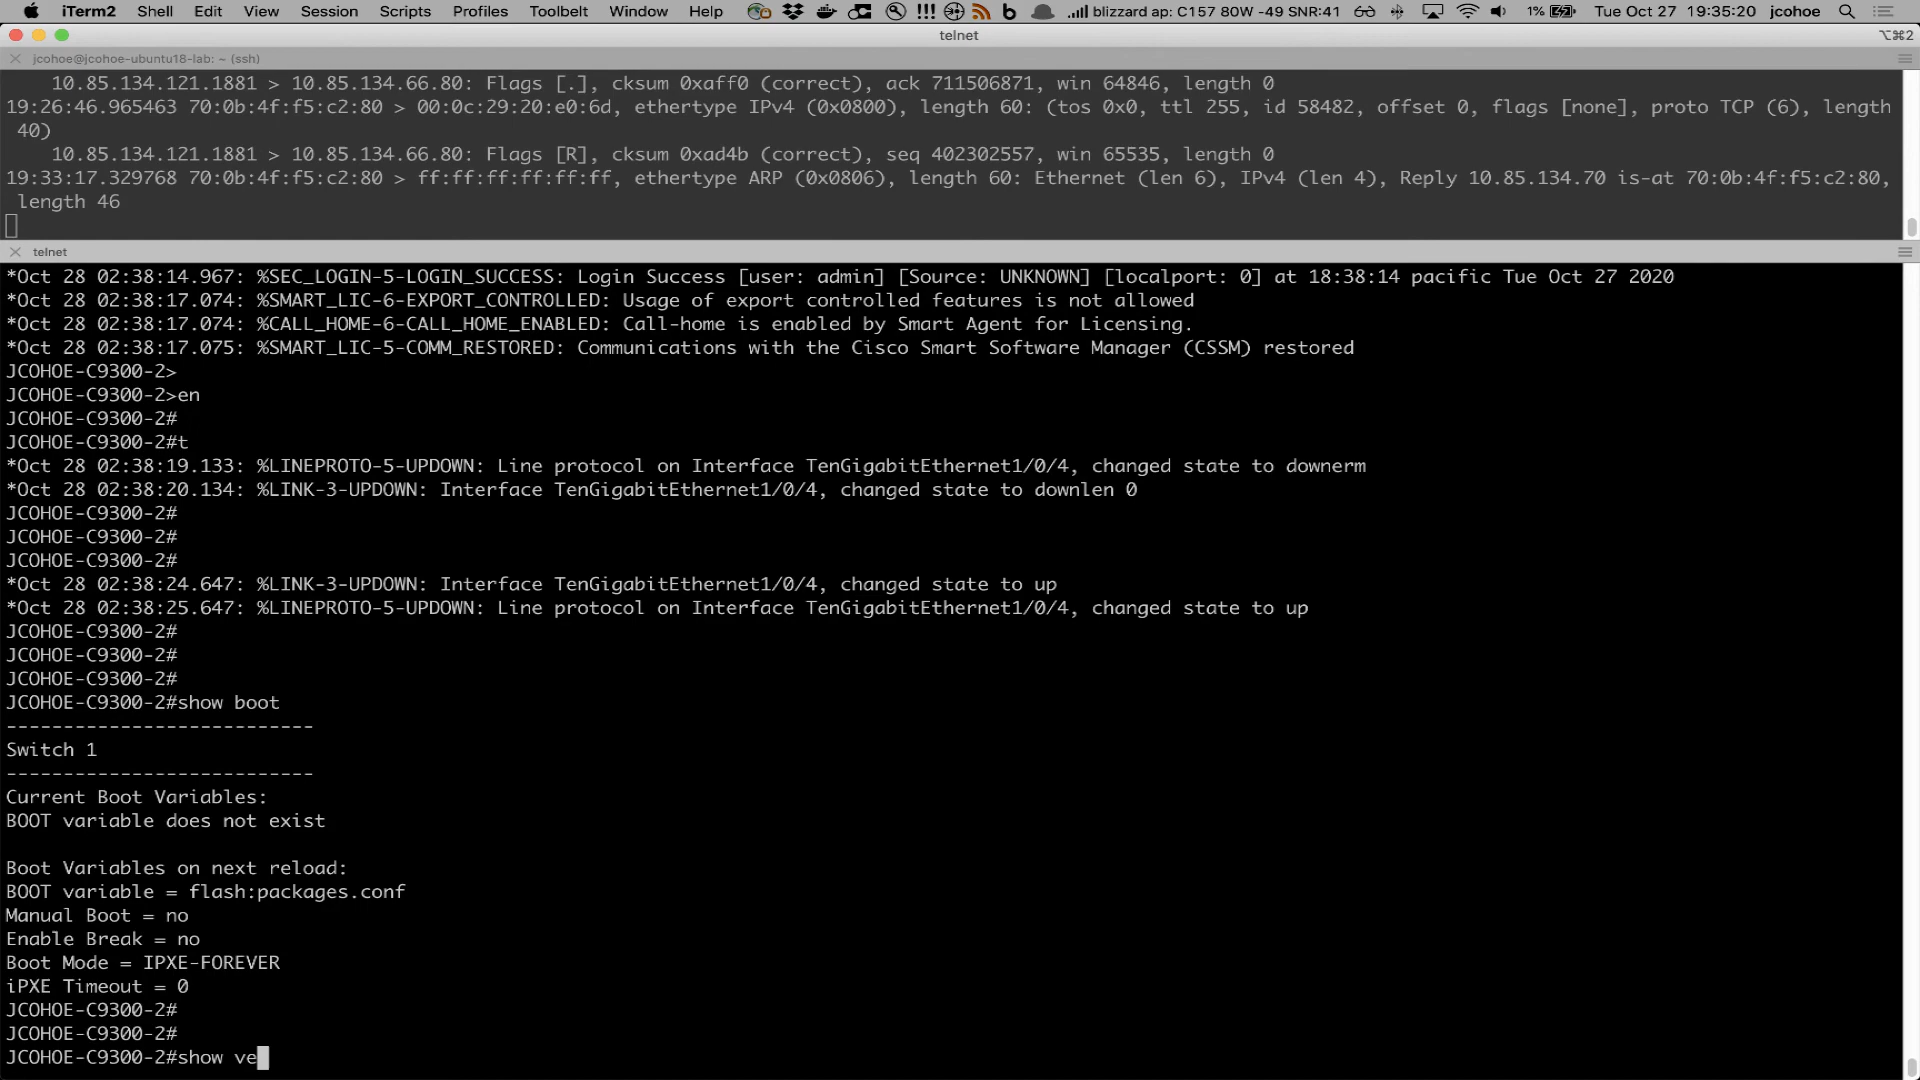 iTerm2 Shell Edit View Session Scripts Profiles Toolbelt Window Help !!! b blizzard ap: C157 80W -49 SNR:41 1% Tue Oct 27 19:35:20 jcohoe
telnet ⌥⌘2
jcohoe@jcohoe-ubuntu18-lab: ~ (ssh)
10.85.134.121.1881 > 10.85.134.66.80: Flags [.], cksum 0xaff0 (correct), ack 711506871, win 64846, length 0
19:26:46.965463 70:0b:4f:f5:c2:80 > 00:0c:29:20:e0:6d, ethertype IPv4 (0x0800), length 60: (tos 0x0, ttl 255, id 58482, offset 0, flags [none], proto TCP (6), length
40)
10.85.134.121.1881 > 10.85.134.66.80: Flags [R], cksum 0xad4b (correct), seq 402302557, win 65535, length 0
19:33:17.329768 70:0b:4f:f5:c2:80 > ff:ff:ff:ff:ff:ff, ethertype ARP (0x0806), length 60: Ethernet (len 6), IPv4 (len 4), Reply 10.85.134.70 is-at 70:0b:4f:f5:c2:80,
length 46
telnet
*Oct 28 02:38:14.967: %SEC_LOGIN-5-LOGIN_SUCCESS: Login Success [user: admin] [Source: UNKNOWN] [localport: 0] at 18:38:14 pacific Tue Oct 27 2020
*Oct 28 02:38:17.074: %SMART_LIC-6-EXPORT_CONTROLLED: Usage of export controlled features is not allowed
*Oct 28 02:38:17.074: %CALL_HOME-6-CALL_HOME_ENABLED: Call-home is enabled by Smart Agent for Licensing.
*Oct 28 02:38:17.075: %SMART_LIC-5-COMM_RESTORED: Communications with the Cisco Smart Software Manager (CSSM) restored
JCOHOE-C9300-2>
JCOHOE-C9300-2>en
JCOHOE-C9300-2#
JCOHOE-C9300-2#t
*Oct 28 02:38:19.133: %LINEPROTO-5-UPDOWN: Line protocol on Interface TenGigabitEthernet1/0/4, changed state to downerm
*Oct 28 02:38:20.134: %LINK-3-UPDOWN: Interface TenGigabitEthernet1/0/4, changed state to downlen 0
JCOHOE-C9300-2#
JCOHOE-C9300-2#
JCOHOE-C9300-2#
*Oct 28 02:38:24.647: %LINK-3-UPDOWN: Interface TenGigabitEthernet1/0/4, changed state to up
*Oct 28 02:38:25.647: %LINEPROTO-5-UPDOWN: Line protocol on Interface TenGigabitEthernet1/0/4, changed state to up
JCOHOE-C9300-2#
JCOHOE-C9300-2#
JCOHOE-C9300-2#
JCOHOE-C9300-2#show boot
---------------------------
Switch 1
---------------------------
Current Boot Variables:
BOOT variable does not exist
Boot Variables on next reload:
BOOT variable = flash:packages.conf
Manual Boot = no
Enable Break = no
Boot Mode = IPXE-FOREVER
iPXE Timeout = 0
JCOHOE-C9300-2#
JCOHOE-C9300-2#
JCOHOE-C9300-2#show ve